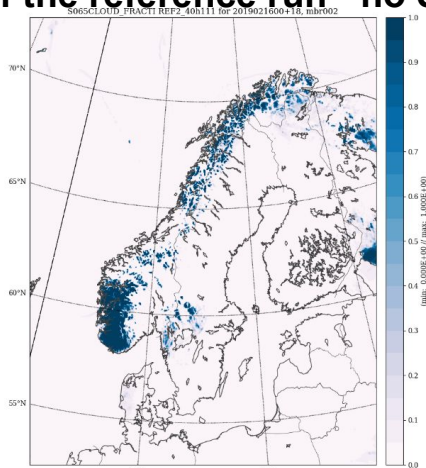 the reference run no
S065CLOUD_FRACTI REF2_40h111 for 2019021600+18, mbr002
70°N
65°N
60°N
55°N
1.0
0.9
0.8
0.7
0.6
0.5
0.4
0.3
0.2
0.1
0.0
(min: 0.000E+00 // max: 1.000E+00)